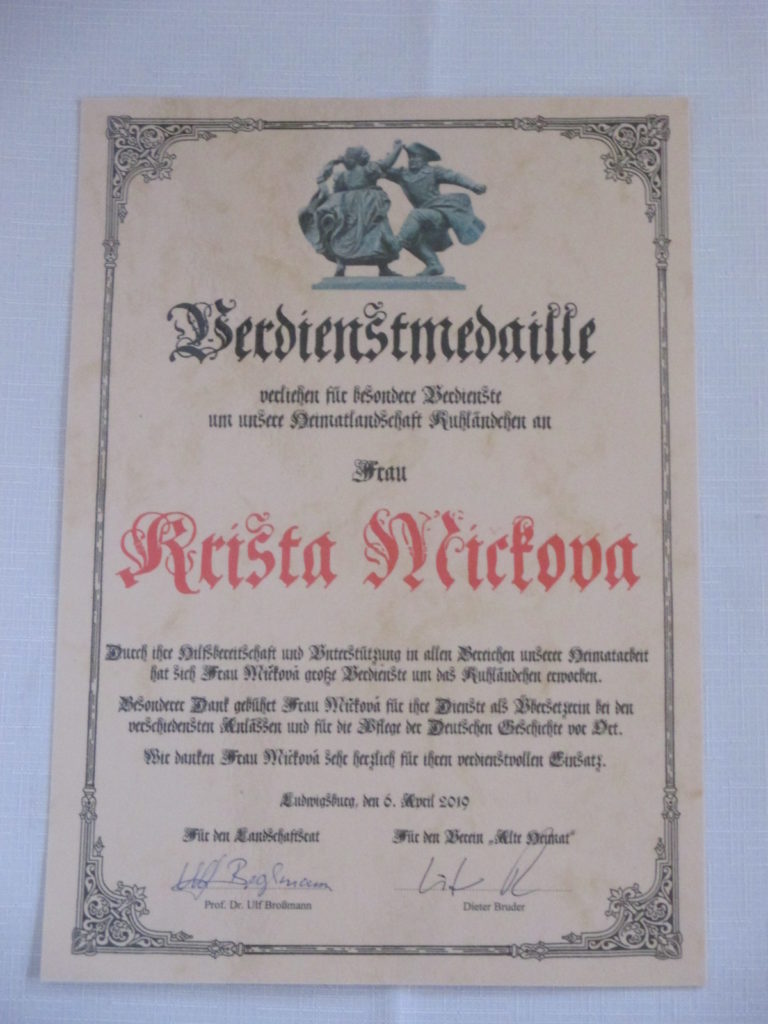 Verdienstmedaille
verliehen für besondere Verdienste
um unsere Heimatlandschaft Kuhländchen an
Frau
Krista Mickova
Durch ihre Hilfsbereitschaft und Unterstützung in allen Bereichen unserer Heimatarbeit
hat sich Frau Mičková große Verdienste um das Kuhländchen erworben.
Besonderer Dank gebührt Frau Mičková für ihre Dienste als Übersetzerin bei den
verschiedensten Anlässen und für die Pflege der Deutschen Geschichte vor Ort.
Wir danken Frau Mičková sehr herzlich für ihren verdienstvollen Einsatz.
Ludwigsburg, den 6. April 2019
Für den Landschaftsrat Für den Verein „Alte Heimat“
Ulf Broßmann
Prof. Dr. Ulf Broßmann Dieter Bruder